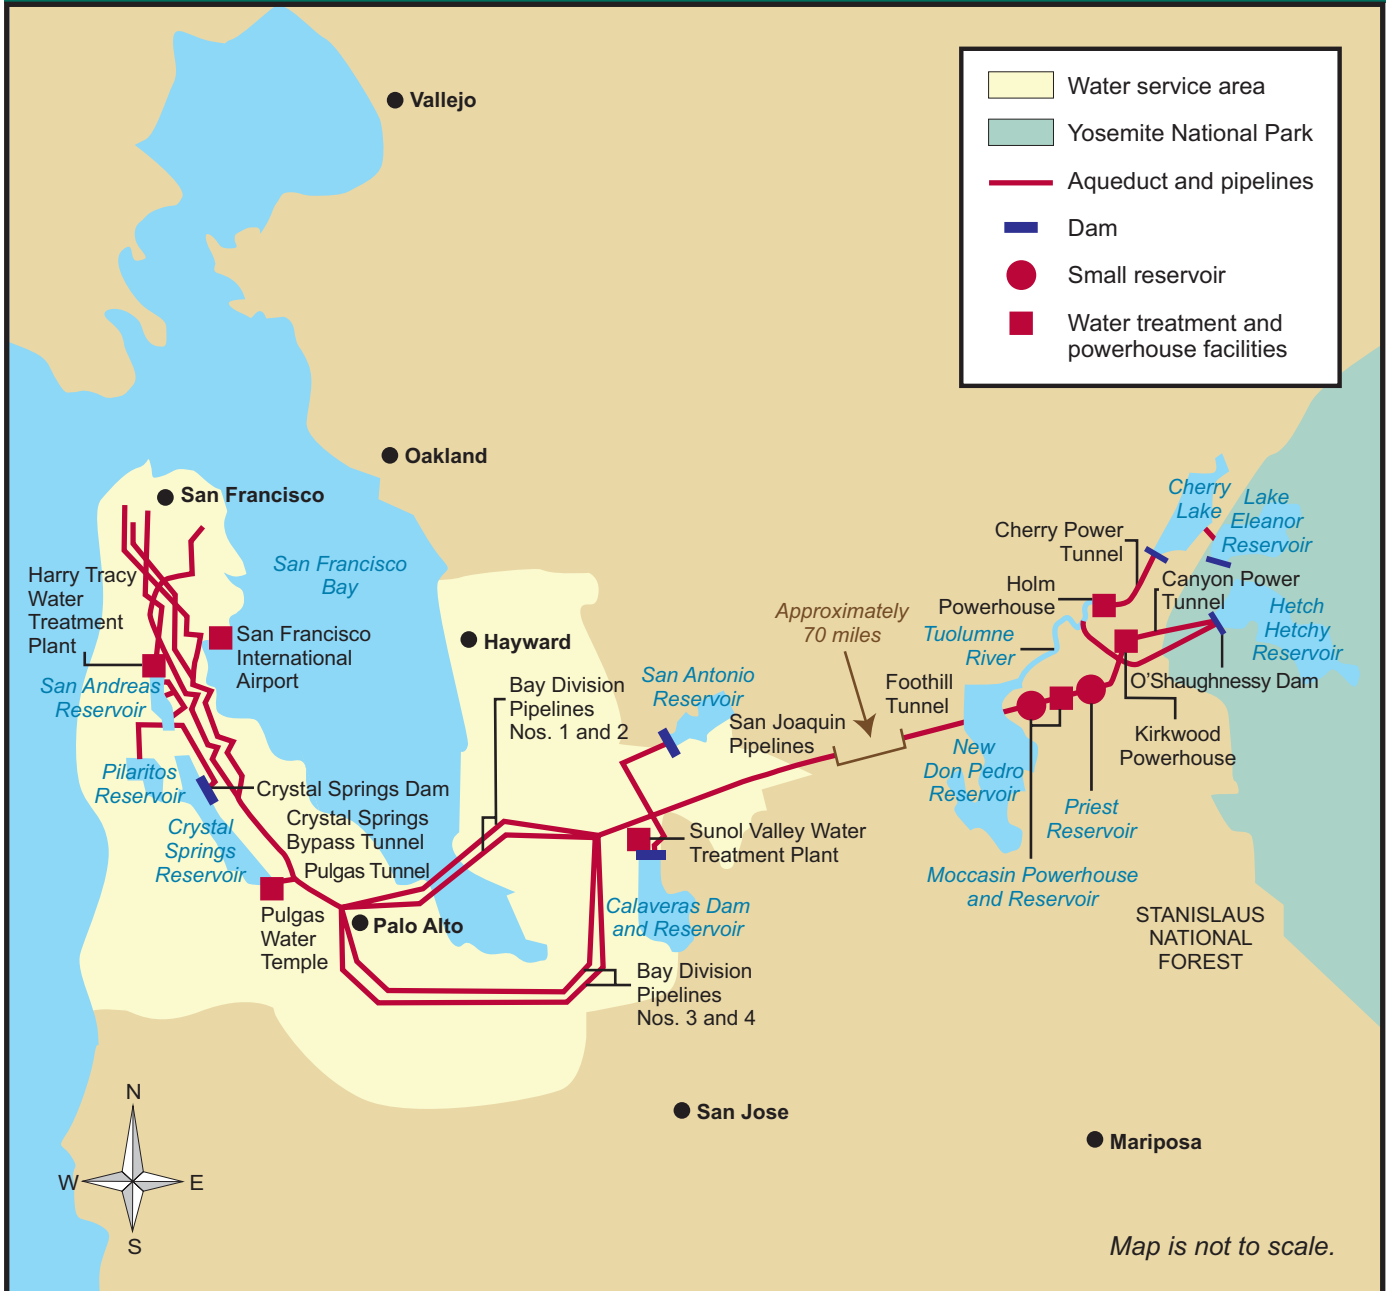 Vallejo
Water service area
Yosemite National Park
Aqueduct and pipelines
Dam
Small reservoir
Water treatment and
powerhouse facilities
Oakland
San Francisco
San Francisco
Bay
Harry Tracy
Water
Treatment
Plant
San Francisco
International
Airport
San Andreas
Reservoir
Pilaritos
Reservoir
Crystal
Springs
Reservoir
Crystal Springs Dam
Crystal Springs
Bypass Tunnel
Pulgas Tunnel
Pulgas
Water
Temple
Palo Alto
Hayward
Bay Division
Pipelines
Nos. 1 and 2
San Antonio
Reservoir
San Joaquin
Pipelines
Approximately
70 miles
Foothill
Tunnel
Sunol Valley Water
Treatment Plant
Calaveras Dam
and Reservoir
Bay Division
Pipelines
Nos. 3 and 4
Cherry
Lake
Lake
Eleanor
Reservoir
Cherry Power
Tunnel
Holm
Powerhouse
Canyon Power
Tunnel
Hetch
Hetchy
Reservoir
Tuolumne
River
O'Shaughnessy Dam
Kirkwood
Powerhouse
New
Don Pedro
Reservoir
Priest
Reservoir
Moccasin Powerhouse
and Reservoir
STANISLAUS
NATIONAL
FOREST
San Jose
Mariposa
N
W
E
S
Map is not to scale.